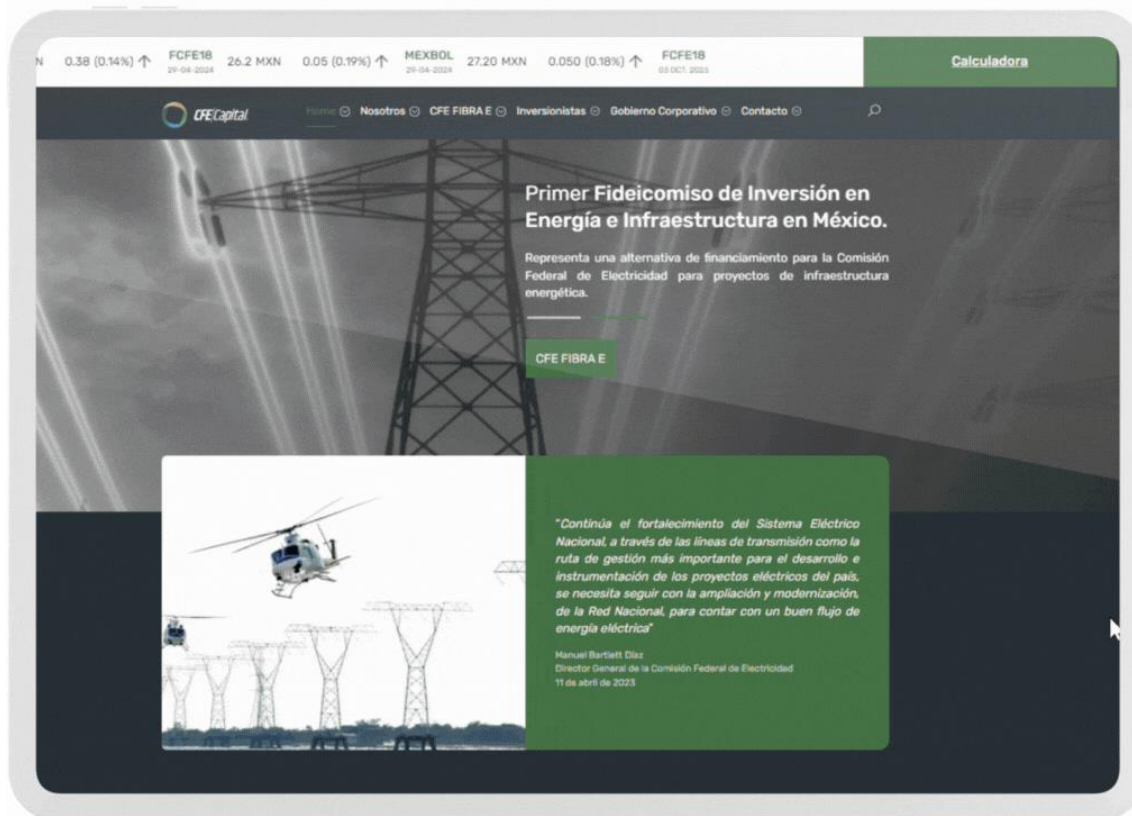 N 0.38 (0.14%) ↑ FCFE18 26.2 MXN 0.05 (0.19%) ↑ MEXBOL 27.20 MXN 0.050 (0.18%) ↑ FCFE18
29-04-2024 29-04-2024 03 OCT. 2023
Calculadora
CFECapital
Home Nosotros CFE FIBRA E Inversionistas Gobierno Corporativo Contacto
Primer Fideicomiso de Inversión en
Energía e Infraestructura en México.
Representa una alternativa de financiamiento para la Comisión
Federal de Electricidad para proyectos de infraestructura
energética.
CFE FIBRA E
"Continúa el fortalecimiento del Sistema Eléctrico
Nacional, a través de las líneas de transmisión como la
ruta de gestión más importante para el desarrollo e
instrumentación de los proyectos eléctricos del país,
se necesita seguir con la ampliación y modernización,
de la Red Nacional, para contar con un buen flujo de
energía eléctrica"
Manuel Bartlett Díaz
Director General de la Comisión Federal de Electricidad
11 de abril de 2023